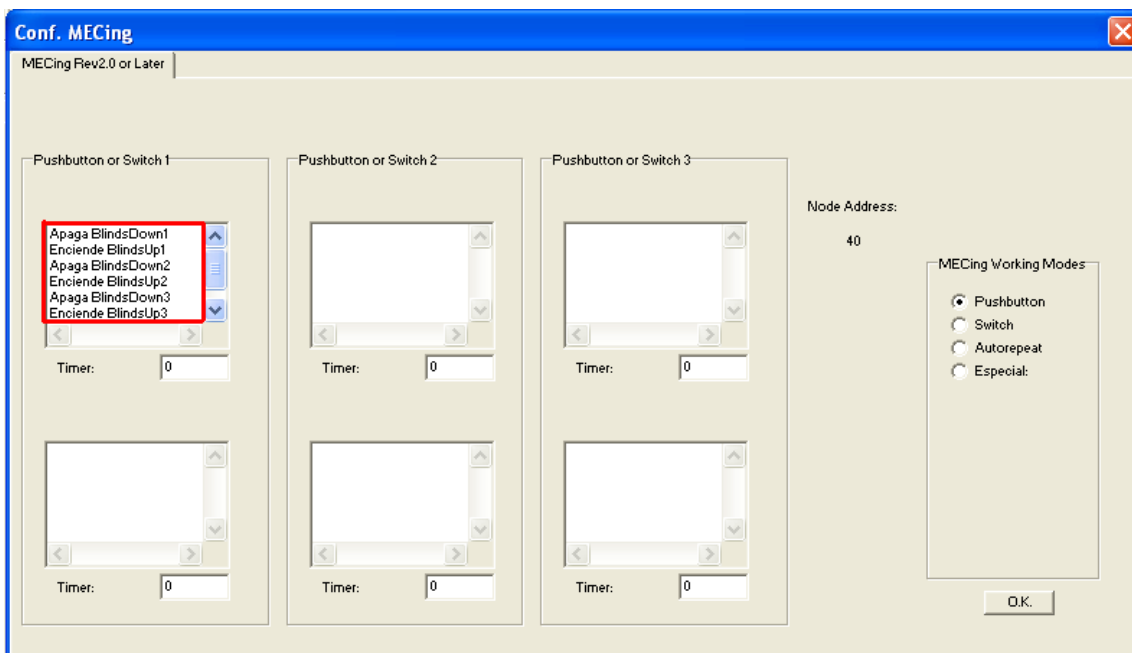 Conf. MECing
MECing Rev2.0 or Later
Pushbutton or Switch 1
Apaga BlindsDown1
Enciende BlindsUp1
Apaga BlindsDown2
Enciende BlindsUp2
Apaga BlindsDown3
Enciende BlindsUp3
Timer: 0
Timer: 0
Pushbutton or Switch 2
Timer: 0
Timer: 0
Pushbutton or Switch 3
Timer: 0
Timer: 0
Node Address:
40
MECing Working Modes
Pushbutton
Switch
Autorepeat
Especial:
O.K.